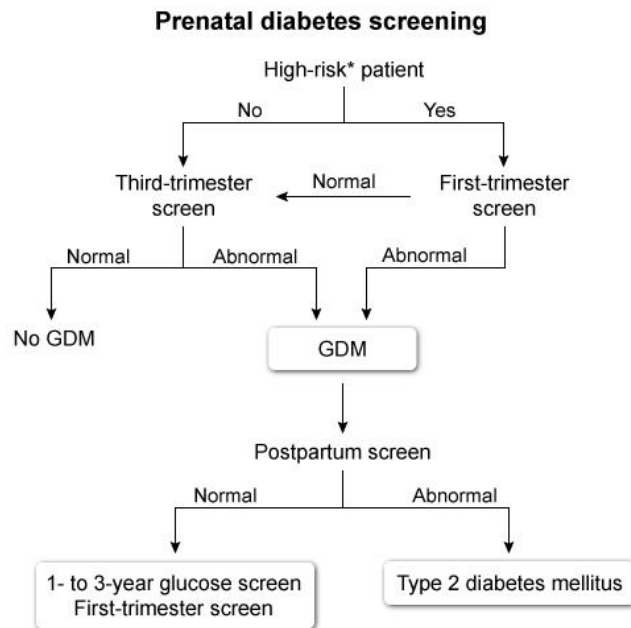 Prenatal diabetes screening
High-risk* patient
No
Yes
Third-trimester
screen
Normal
First-trimester
screen
Normal
Abnormal
Abnormal
No GDM
GDM
Postpartum screen
Normal
Abnormal
1- to 3-year glucose screen
First-trimester screen
Type 2 diabetes mellitus